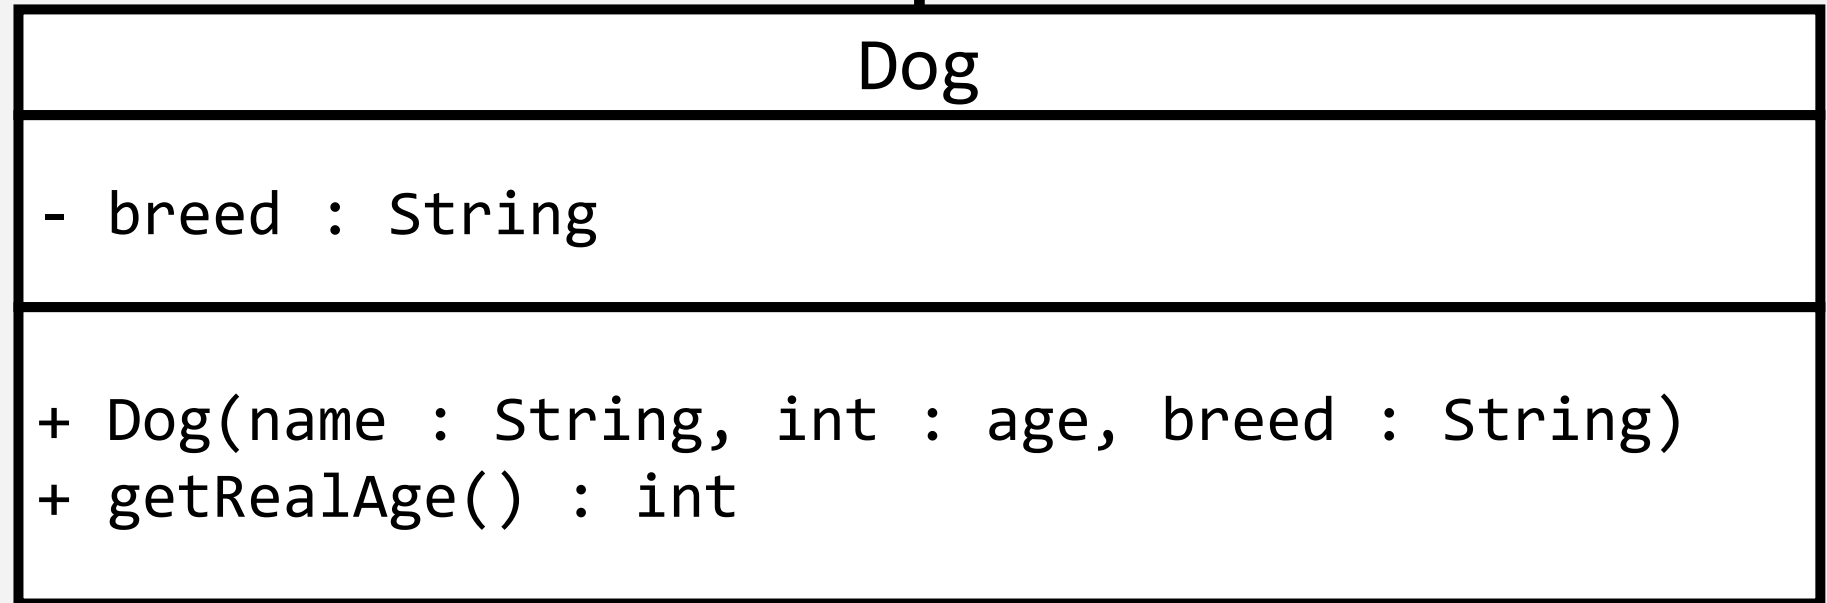 Dog
- breed : String
+ Dog(name : String, int : age, breed : String)
+ getRealAge() : int